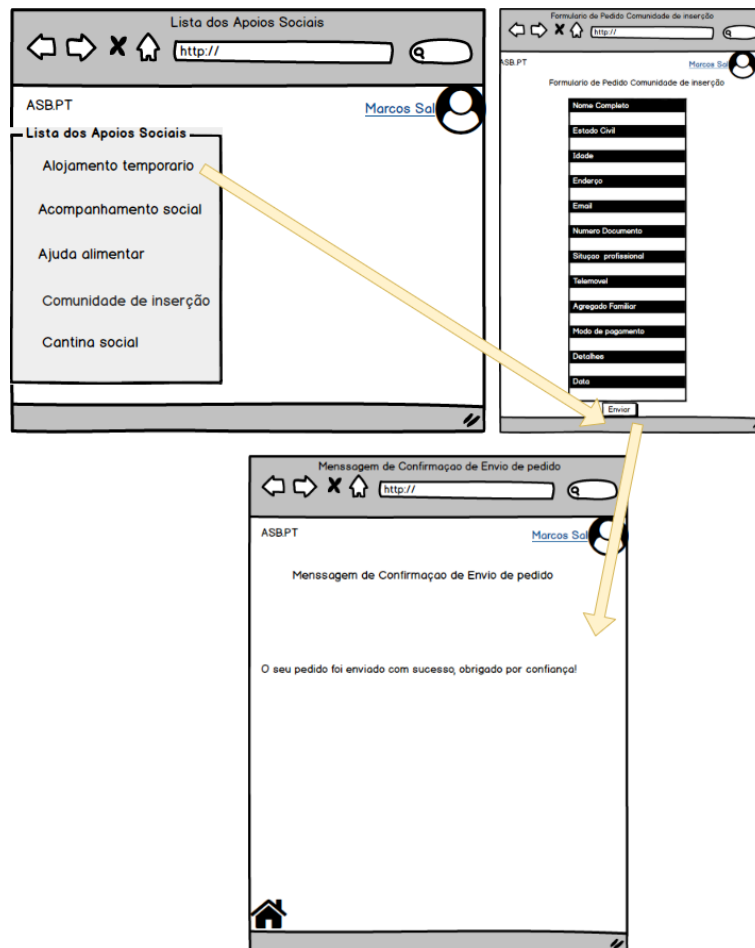 Lista dos Apoios Sociais
http://
ASB.PT
Marcos Sal
Lista dos Apoios Sociais
Alojamento temporario
Acompanhamento social
Ajuda alimentar
Comunidade de inserção
Cantina social
Formulario de Pedido Comunidade de inserção
http://
ASB.PT
Marcos Sal
Formulario de Pedido Comunidade de inserção
Nome Completo
Estado Civil
Idade
Enderço
Email
Numero Documento
Situçao profissional
Telemovel
Agregado Familiar
Modo de pagamento
Detalhee
Data
Enviar
Menssagem de Confirmaçao de Envio de pedido
http://
ASB.PT
Marcos Sal
Menssagem de Confirmaçao de Envio de pedido
O seu pedido foi enviado com sucesso, obrigado por confiança!